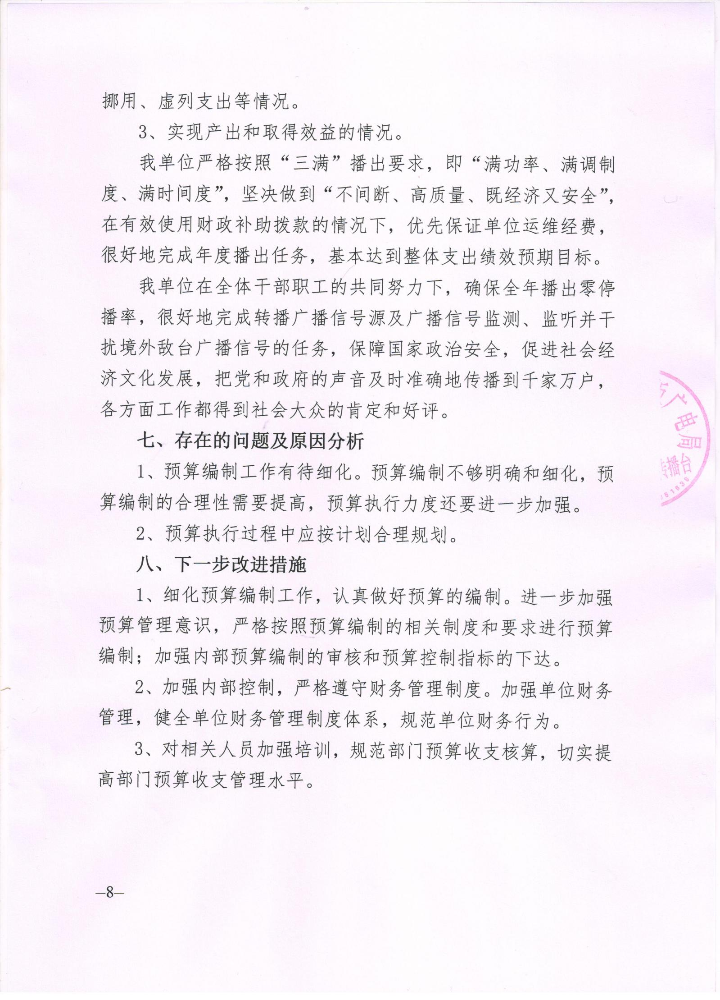 挪用、虚列支出等情况。
3、实现产出和取得效益的情况。
我单位严格按照“三满”播出要求，即“满功率、满调制
度、满时间度”，坚决做到“不间断、高质量、既经济又安全”，
在有效使用财政补助拨款的情况下，优先保证单位运维经费，
很好地完成年度播出任务，基本达到整体支出绩效预期目标。
我单位在全体干部职工的共同努力下，确保全年播出零停
播率，很好地完成转播广播信号源及广播信号监测、监听并干
扰境外敌台广播信号的任务，保障国家政治安全，促进社会经
济文化发展，把党和政府的声音及时准确地传播到千家万户，
各方面工作都得到社会大众的肯定和好评。
广电局
播台
51636
七、存在的问题及原因分析
1、预算编制工作有待细化。预算编制不够明确和细化，预
算编制的合理性需要提高，预算执行力度还要进一步加强。
2、预算执行过程中应按计划合理规划。
八、下一步改进措施
1、细化预算编制工作，认真做好预算的编制。进一步加强
预算管理意识，严格按照预算编制的相关制度和要求进行预算
编制；加强内部预算编制的审核和预算控制指标的下达。
2、加强内部控制，严格遵守财务管理制度。加强单位财务
管理，健全单位财务管理制度体系，规范单位财务行为。
3、对相关人员加强培训，规范部门预算收支核算，切实提
高部门预算收支管理水平。
–8–